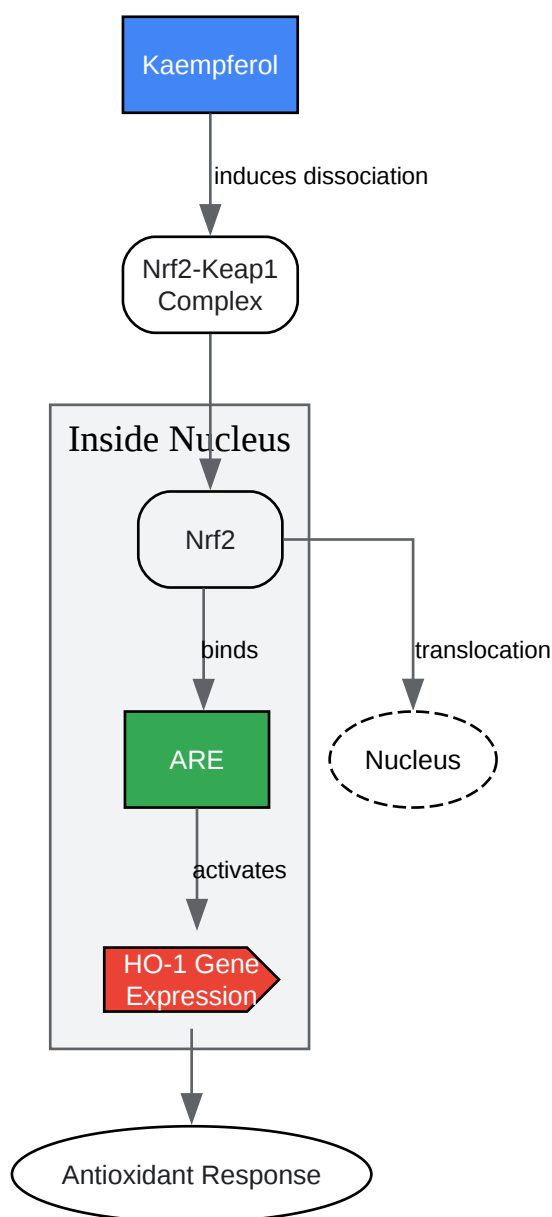 Kaempferol
induces dissociation
Nrf2-Keap1
Complex
Inside Nucleus
Nrf2
binds
translocation
ARE
Nucleus
activates
HO-1 Gene
Expression
Antioxidant Response